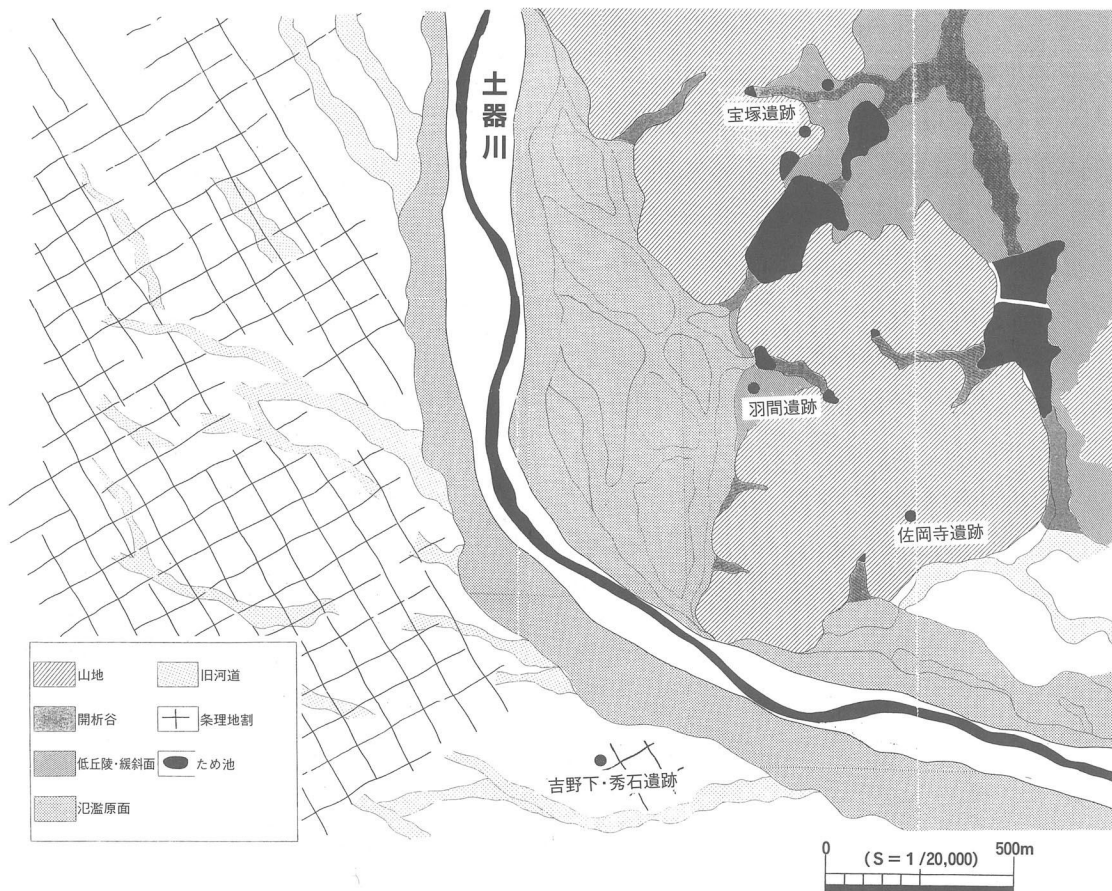 土器川
宝塚遺跡
羽間遺跡
佐岡寺遺跡
吉野下・秀石遺跡
山地
旧河道
開析谷
条理地割
低丘陵・緩斜面
ため池
氾濫原面
0
500m
(S=1/20,000)